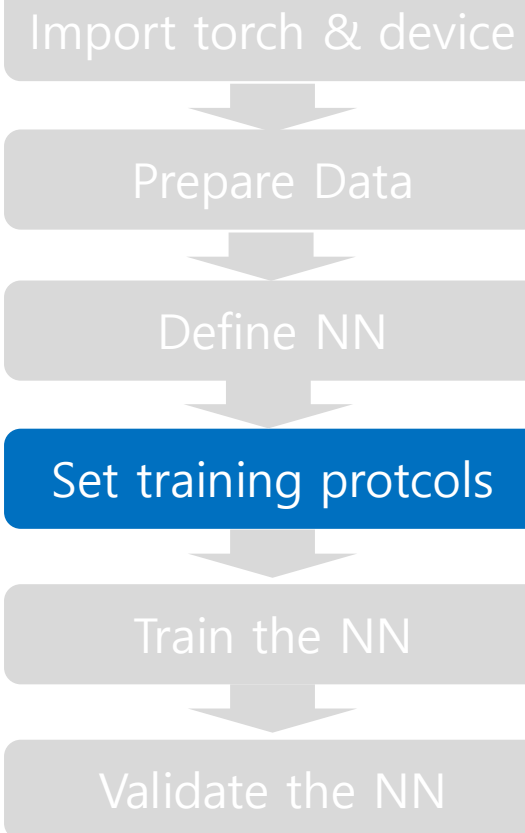 Import torch & device
Prepare Data
Define NN
Set training protcols
Train the NN
Validate the NN